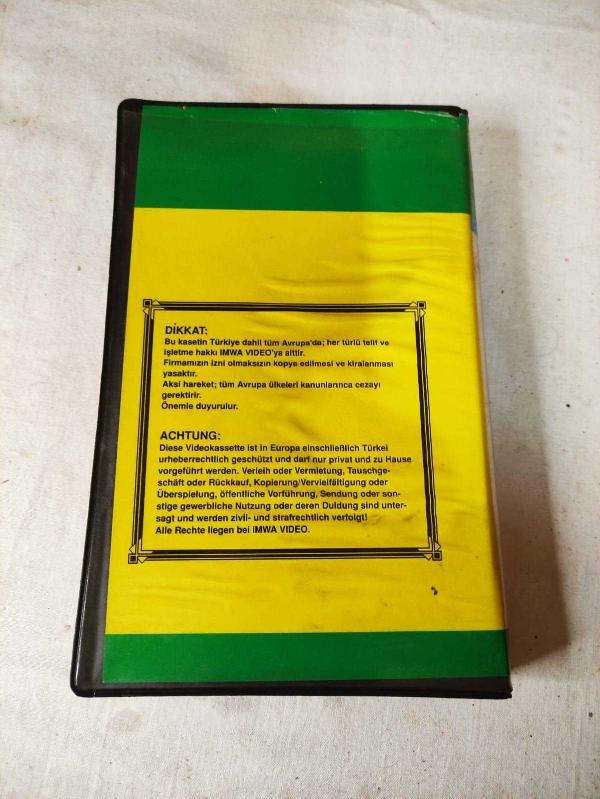 DİKKAT:
Bu kasetin Türkiye dahil tüm Avrupa'da; her türlü telif ve
işletme hakkı IMWA VIDEO'ya aittir.
Firmamızın izni olmaksızın kopya edilmesi ve kiralanması
yasaktır.
Aksi hareket; tüm Avrupa ülkeleri kanunlarınca cezayı
gerektirir.
Önemle duyurulur.
ACHTUNG:
Diese Videokassette ist in Europa einschließlich Türkei
urheberrechtlich geschützt und darf nur privat und zu Hause
vorgeführt werden. Verleih oder Vermietung, Tauschge-
schäft oder Rückkauf, Kopierung/Vervielfältigung oder
Überspielung, öffentliche Vorführung, Sendung oder son-
stige gewerbliche Nutzung oder deren Duldung sind unter-
sagt und werden zivil- und strafrechtlich verfolgt!
Alle Rechte liegen bei IMWA VIDEO.